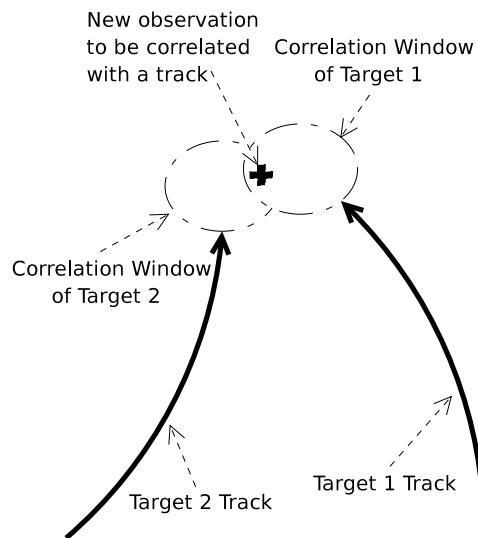 New observation
to be correlated
with a track
Correlation Window
of Target 1
Correlation Window
of Target 2
Target 1 Track
Target 2 Track